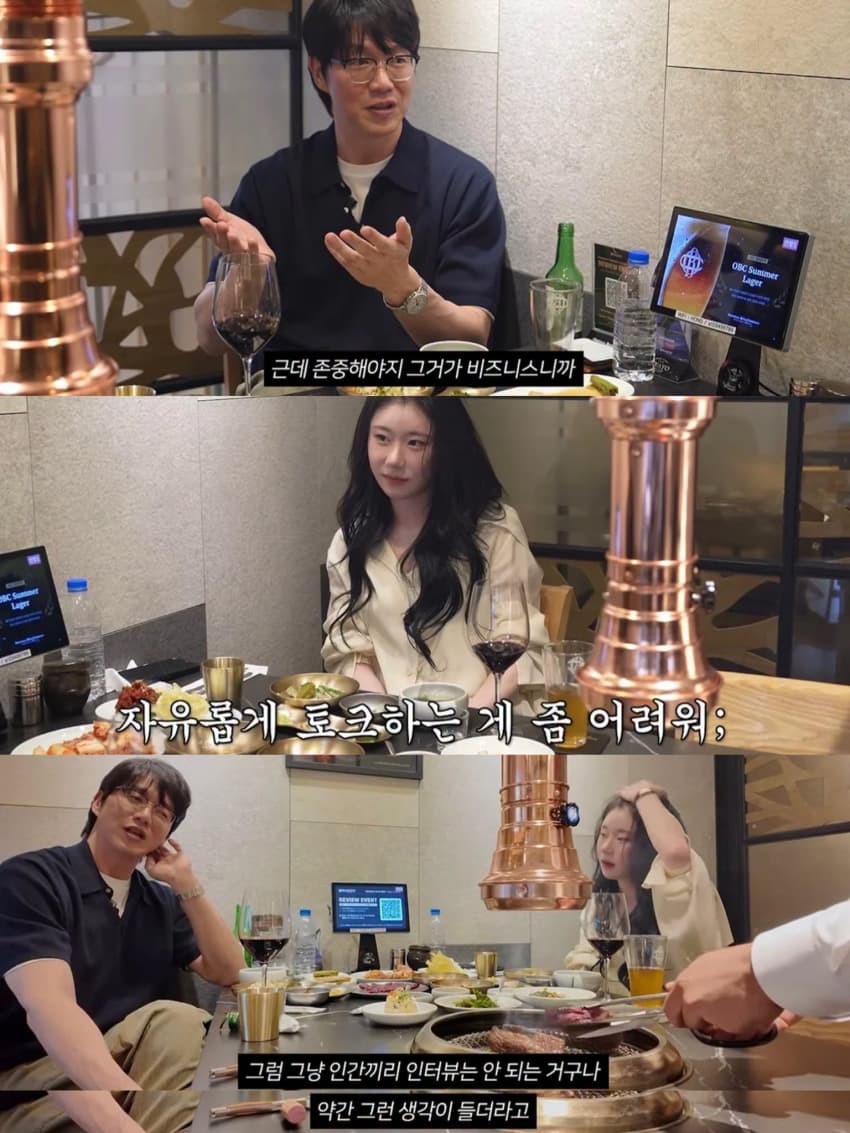 OBC Summer
Lager
근데 존중해야지 그거가 비즈니스니까
OBC Summer
Lager
자유롭게 토크하는 게 좀 어려워;
REVIEW EVENT
그럼 그냥 인간끼리 인터뷰는 안 되는 거구나
약간 그런 생각이 들더라고